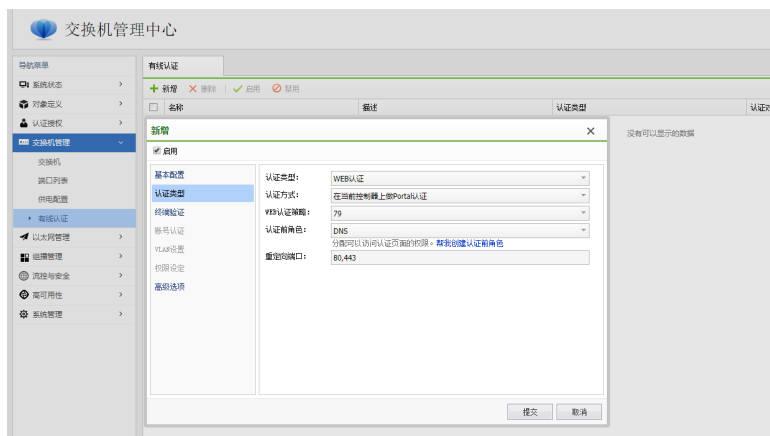 交换机管理中心
导航菜单
系统状态
对象定义
认证授权
交换机管理
交换机
端口列表
供电配置
有线认证
以太网管理
组播管理
流控与安全
高可用性
系统管理
有线认证
新增 删除 启用 禁用
名称 描述 认证类型
没有可以显示的数据
新增
启用
基本配置
认证类型
终端验证
账号认证
VLAN设置
权限设定
高级选项
认证类型: WEB认证
认证方式: 在当前控制器上做Portal认证
WEB认证策略: 79
认证前角色: DNS
分配可以访问认证页面的权限。帮我创建认证前角色
重定向端口: 80,443
提交 取消